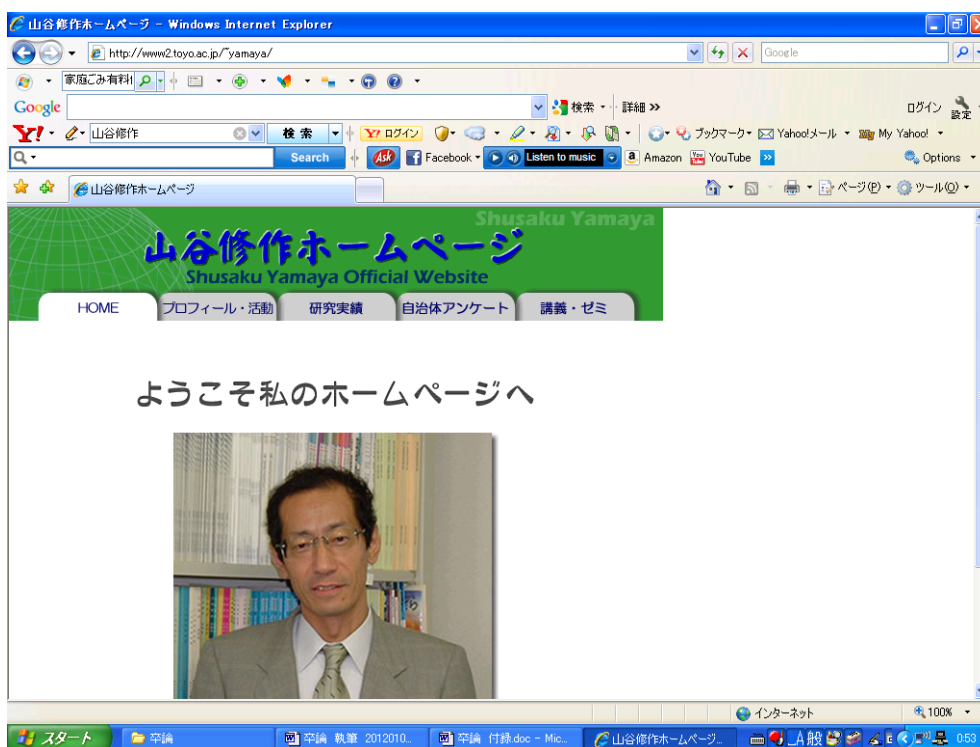 山谷修作ホームページ - Windows Internet Explorer
http://www2.toyo.ac.jp/~yamaya/
Google
家庭ごみ有料
Google 検索 詳細 >> ログイン 設定
Y! 山谷修作 検索 Y! ログイン ブックマーク Yahoo!メール My Yahoo!
Search Ask Facebook Listen to music a Amazon YouTube >> Options
山谷修作ホームページ ページ(P) ツール(O)
Shusaku Yamaya
山谷修作ホームページ
Shusaku Yamaya Official Website
HOME プロフィール・活動 研究実績 自治体アンケート 講義・ゼミ
ようこそ私のホームページへ
インターネット 100%
スタート 卒論 卒論 執筆 2012010... 卒論 付録.doc - Mic... 山谷修作ホームページ... A 般